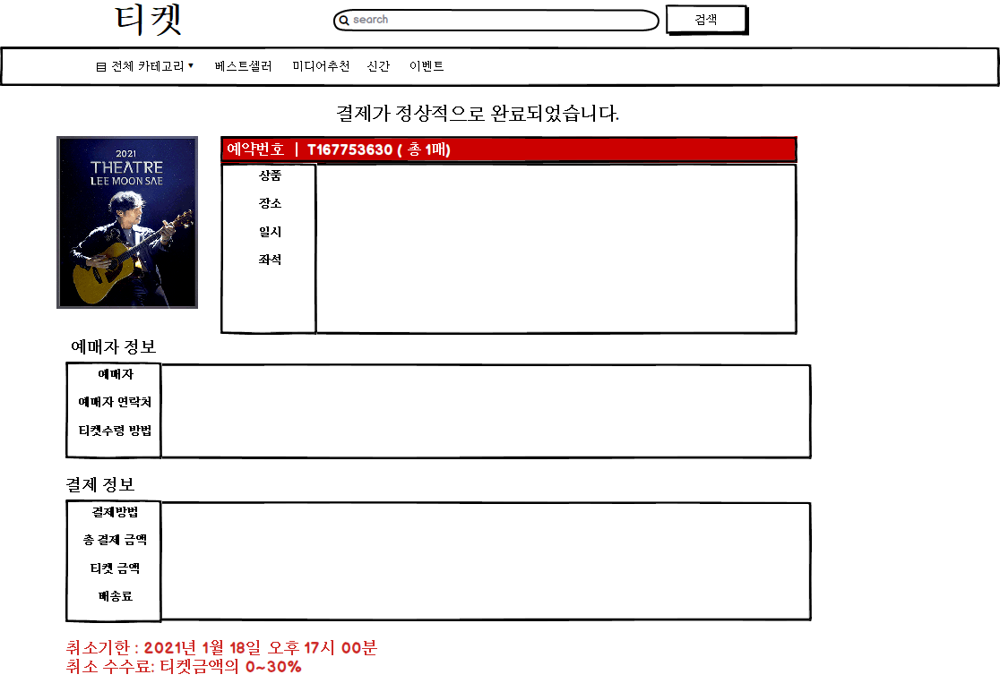 티켓
search
검색
전체 카테고리 ▼ 베스트셀러 미디어추천 신간 이벤트
결제가 정상적으로 완료되었습니다.
2021
THEATRE
LEE MOON SAE
예약번호 | T167753630 ( 총 1매)
상품
장소
일시
좌석
예매자 정보
예매자
예매자 연락처
티켓수령 방법
결제 정보
결제방법
총 결제 금액
티켓 금액
배송료
취소기한 : 2021년 1월 18일 오후 17시 00분
취소 수수료: 티켓금액의 0~30%